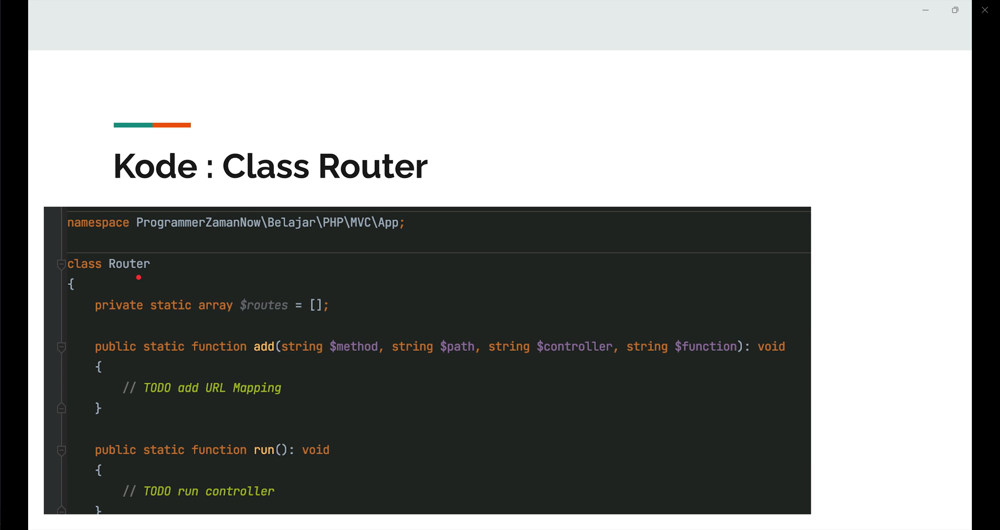 Kode : Class Router
namespace ProgrammerZamanNow\Belajar\PHP\MVC\App;
class Router
{
    private static array $routes = [];
    public static function add(string $method, string $path, string $controller, string $function): void
    {
        // TODO add URL Mapping
    }
    public static function run(): void
    {
        // TODO run controller
    }